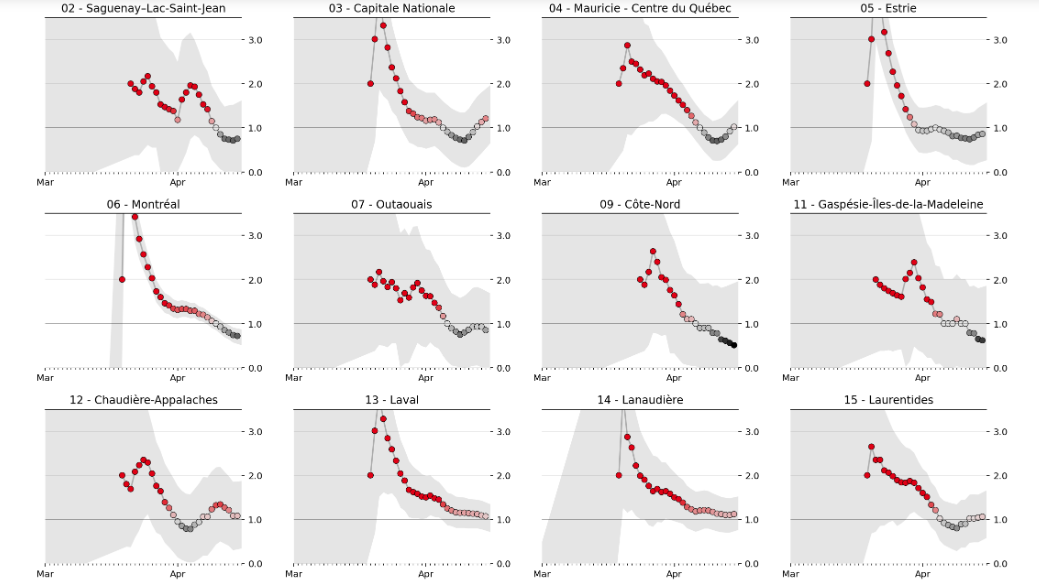 02 - Saguenay–Lac-Saint-Jean
03 - Capitale Nationale
04 - Mauricie - Centre du Québec
05 - Estrie
3.0 3.0 3.0 3.0
2.0 2.0 2.0 2.0
1.0 1.0 1.0 1.0
0.0 0.0 0.0 0.0
Mar Apr Mar Apr Mar Apr Mar Apr
06 - Montréal
07 - Outaouais
09 - Côte-Nord
11 - Gaspésie-Îles-de-la-Madeleine
3.0 3.0 3.0 3.0
2.0 2.0 2.0 2.0
1.0 1.0 1.0 1.0
0.0 0.0 0.0 0.0
Mar Apr Mar Apr Mar Apr Mar Apr
12 - Chaudière-Appalaches
13 - Laval
14 - Lanaudière
15 - Laurentides
3.0 3.0 3.0 3.0
2.0 2.0 2.0 2.0
1.0 1.0 1.0 1.0
0.0 0.0 0.0 0.0
Mar Apr Mar Apr Mar Apr Mar Apr